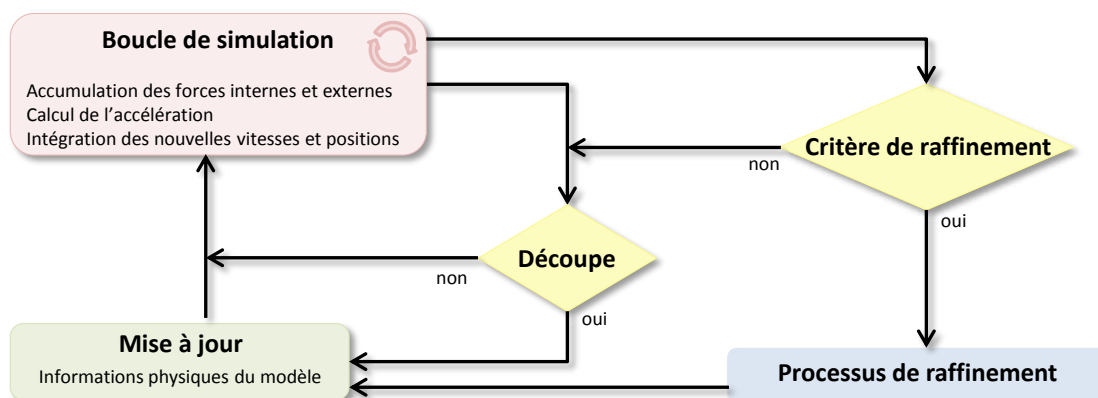 Boucle de simulation
Accumulation des forces internes et externes
Calcul de l’accélération
Intégration des nouvelles vitesses et positions
Critère de raffinement
non
oui
Découpe
non
oui
Mise à jour
Informations physiques du modèle
Processus de raffinement